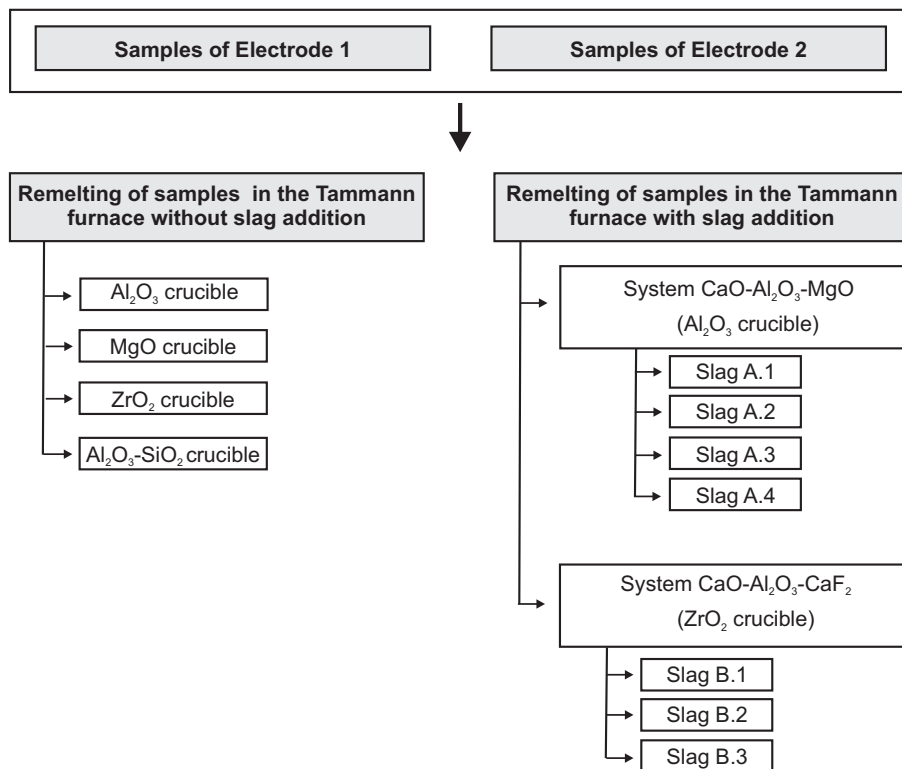 Samples of Electrode 1
Samples of Electrode 2
Remelting of samples in the Tammann
furnace without slag addition
Al₂O₃ crucible
MgO crucible
ZrO₂ crucible
Al₂O₃-SiO₂ crucible
Remelting of samples in the Tammann
furnace with slag addition
System CaO-Al₂O₃-MgO
(Al₂O₃ crucible)
Slag A.1
Slag A.2
Slag A.3
Slag A.4
System CaO-Al₂O₃-CaF₂
(ZrO₂ crucible)
Slag B.1
Slag B.2
Slag B.3